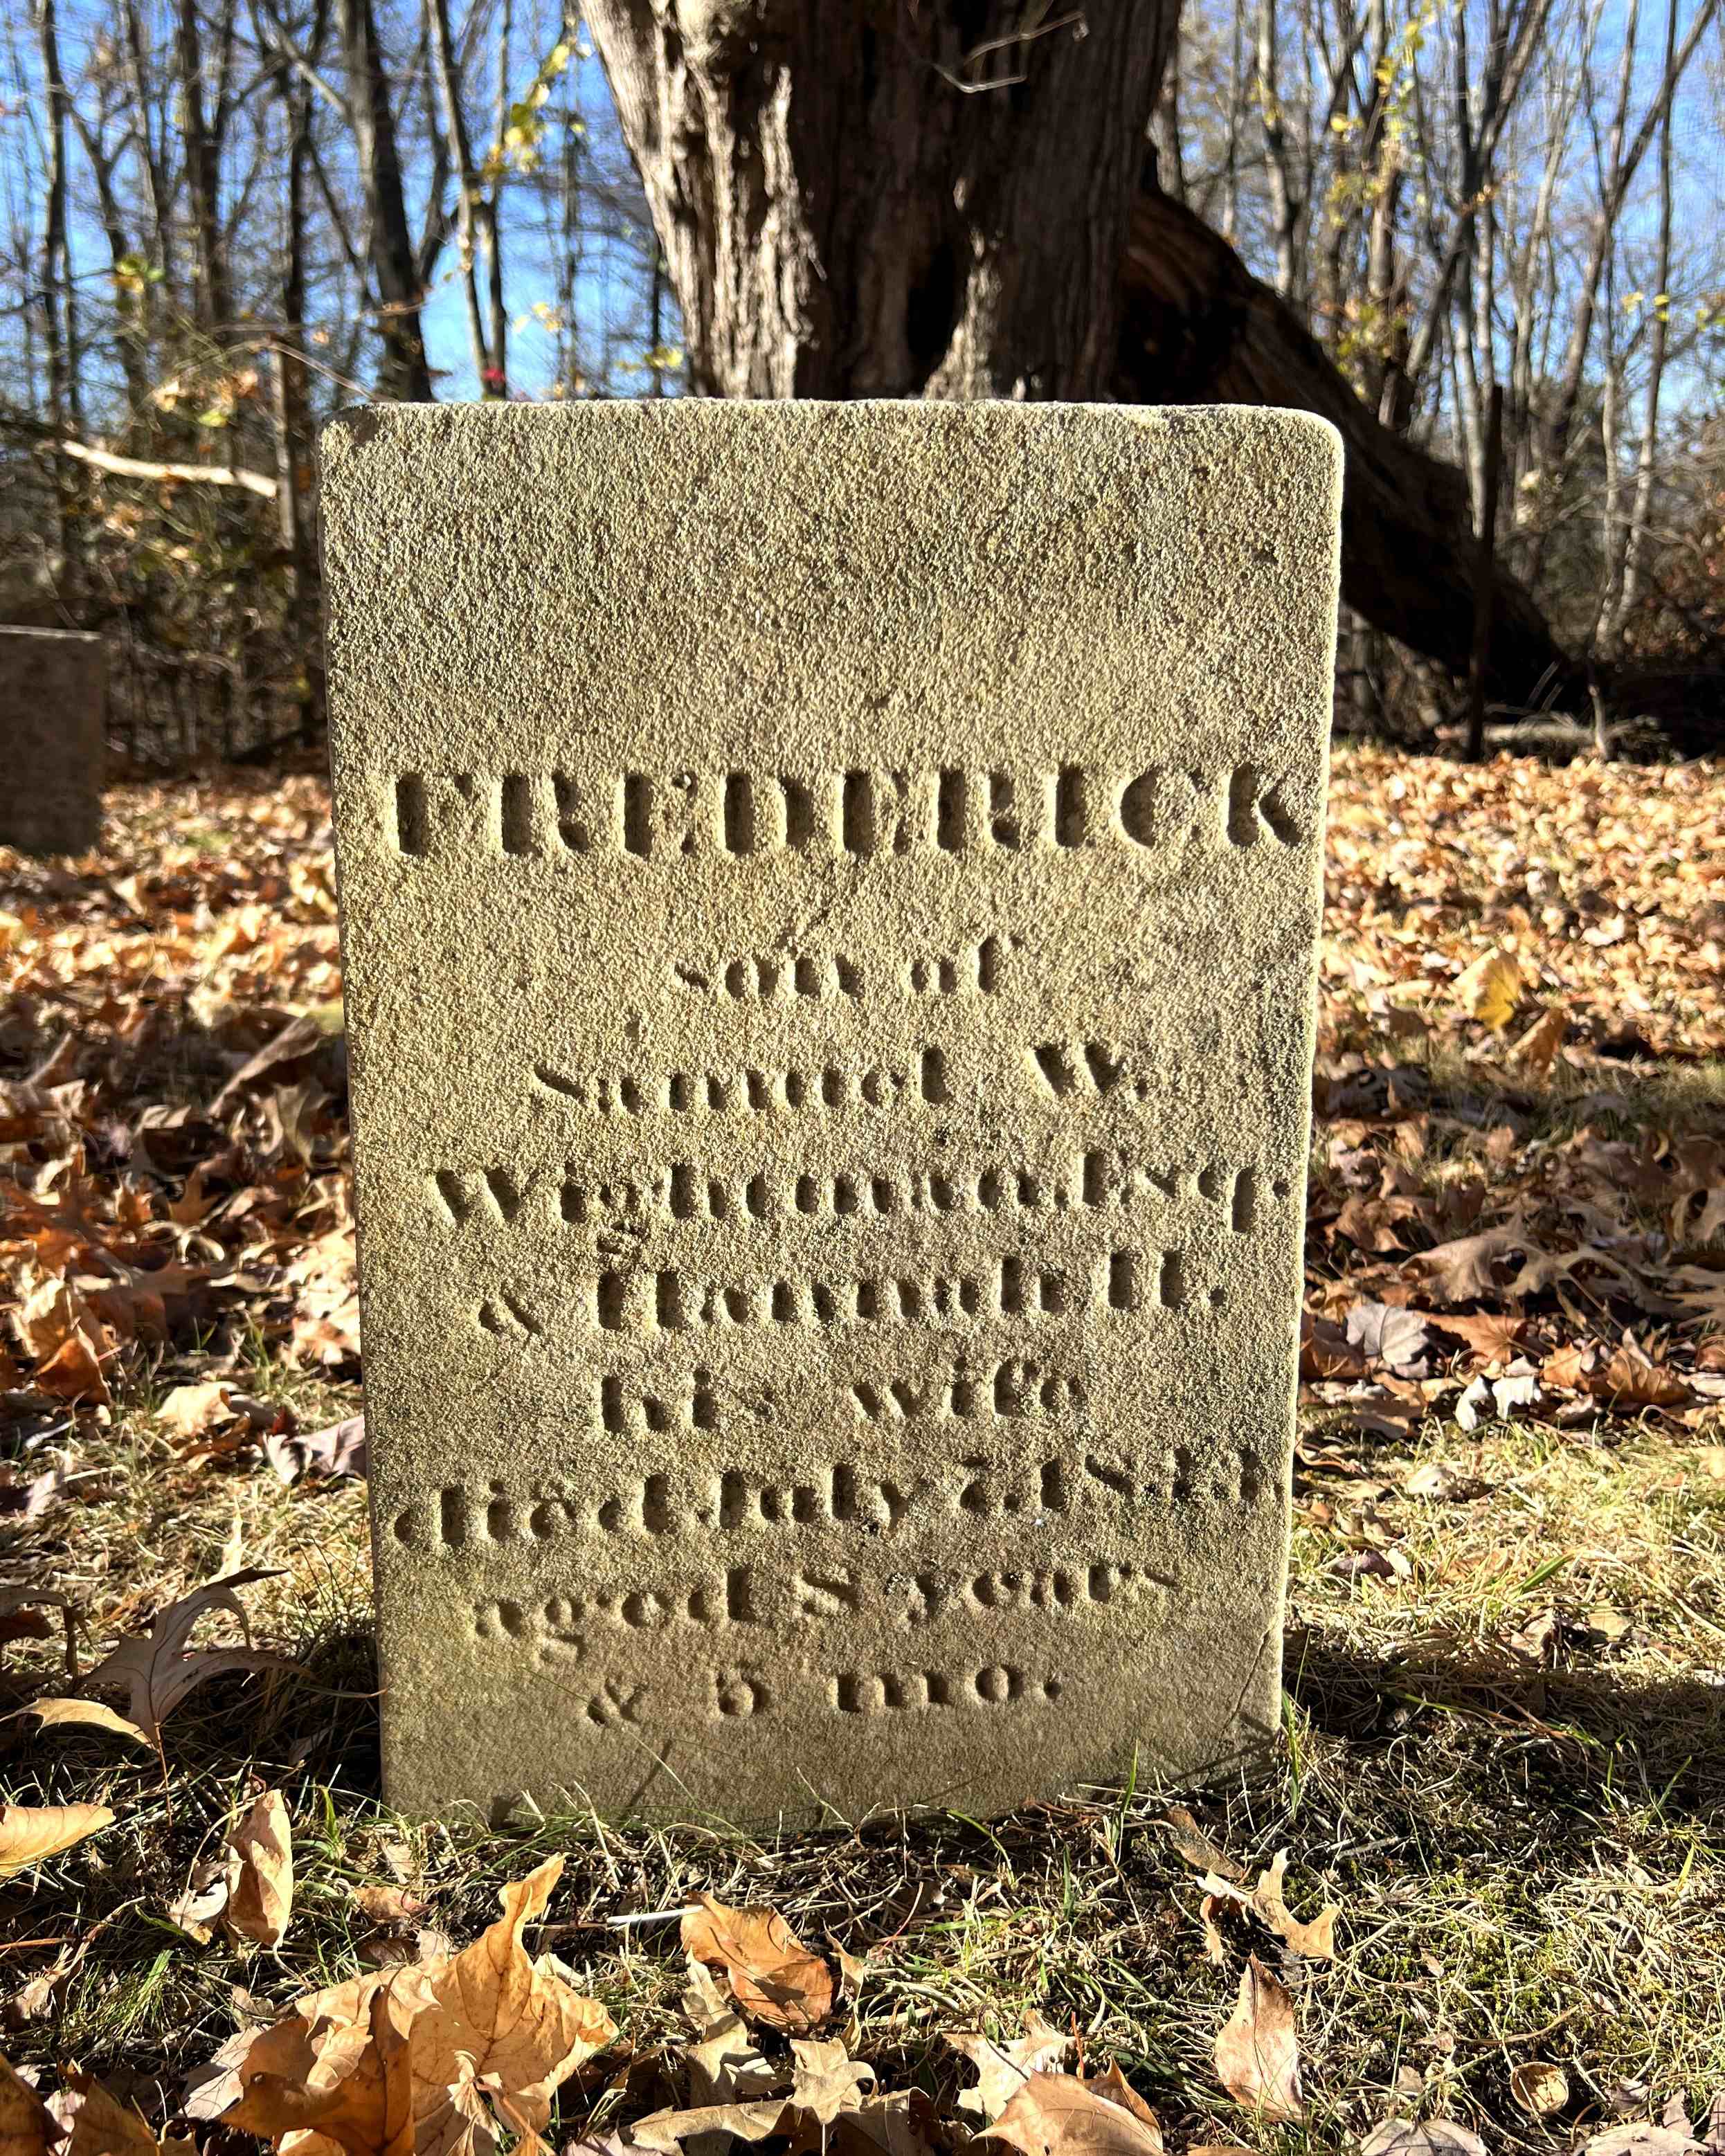 FREDERICK
son of
Samuel W.
Wightman, Esq.
& Hannah H.
his wife
died July
aged 8 years
& 5 mo.